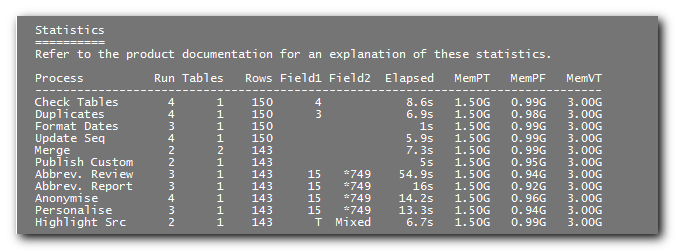 Statistics
==========
Refer to the product documentation for an explanation of these statistics.
Process Run Tables Rows Field1 Field2 Elapsed MemPT MemPF MemVT
---------------------------------------------------------------------------------
Check Tables 4 1 150 4 8.6s 1.50G 0.99G 3.00G
Duplicates 4 1 150 3 6.9s 1.50G 0.98G 3.00G
Format Dates 3 1 150 1s 1.50G 0.99G 3.00G
Update Seq 4 1 150 5.9s 1.50G 0.99G 3.00G
Merge 2 2 143 7.3s 1.50G 0.99G 3.00G
Publish Custom 2 1 143 5s 1.50G 0.95G 3.00G
Abbrev. Review 3 1 143 15 *749 54.9s 1.50G 0.94G 3.00G
Abbrev. Report 3 1 143 15 *749 16s 1.50G 0.92G 3.00G
Anonymise 4 1 143 15 *749 14.2s 1.50G 0.96G 3.00G
Personalise 3 1 143 15 *749 13.3s 1.50G 0.94G 3.00G
Highlight Src 2 1 143 T Mixed 6.7s 1.50G 0.99G 3.00G